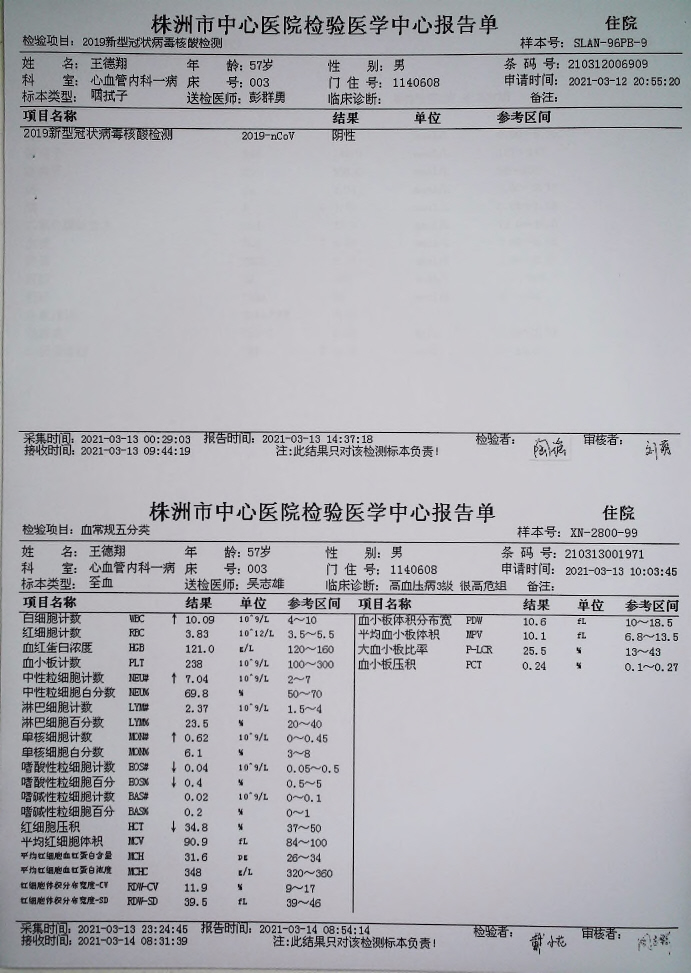 株洲市中心医院检验医学中心报告单 住院
检验项目: 2019新型冠状病毒核酸检测 样本号: SLAN-96PB-9
姓 名: 王德翔 年 龄: 57岁 性 别: 男 条 码 号: 210312006909
科 室: 心血管内科一病 床 号: 003 门 住 号: 1140608 申请时间: 2021-03-12 20:55:20
标本类型: 咽拭子 送检医师: 彭群勇 临床诊断: 备注:
项目名称 结果 单位 参考区间
2019新型冠状病毒核酸检测 2019-nCoV 阴性
采集时间: 2021-03-13 00:29:03 报告时间: 2021-03-13 14:37:18 检验者: 审核者:
接收时间: 2021-03-13 09:44:19 注:此结果只对该检测标本负责!
株洲市中心医院检验医学中心报告单 住院
检验项目: 血常规五分类 样本号: XN-2800-99
姓 名: 王德翔 年 龄: 57岁 性 别: 男 条 码 号: 210313001971
科 室: 心血管内科一病 床 号: 003 门 住 号: 1140608 申请时间: 2021-03-13 10:03:45
标本类型: 全血 送检医师: 吴志雄 临床诊断: 高血压病3级 很高危组 备注:
项目名称 结果 单位 参考区间 项目名称 结果 单位 参考区间
白细胞计数 WBC ↑ 10.09 10^9/L 4~10 血小板体积分布宽 PDW 10.6 fL 10~18.5
红细胞计数 RBC 3.83 10^12/L 3.5~5.5 平均血小板体积 MPV 10.1 fL 6.8~13.5
血红蛋白浓度 HGB 121.0 g/L 120~160 大血小板比率 P-LCR 25.5 % 13~43
血小板计数 PLT 238 10^9/L 100~300 血小板压积 PCT 0.24 % 0.1~0.27
中性粒细胞计数 NEU# ↑ 7.04 10^9/L 2~7
中性粒细胞百分数 NEU% 69.8 % 50~70
淋巴细胞计数 LYM# 2.37 10^9/L 1.5~4
淋巴细胞百分数 LYM% 23.5 % 20~40
单核细胞计数 MON# ↑ 0.62 10^9/L 0~0.45
单核细胞百分数 MON% 6.1 % 3~8
嗜酸性粒细胞计数 EOS# ↓ 0.04 10^9/L 0.05~0.5
嗜酸性粒细胞百分 EOS% ↓ 0.4 % 0.5~5
嗜碱性粒细胞计数 BAS# 0.02 10^9/L 0~0.1
嗜碱性粒细胞百分 BAS% 0.2 % 0~1
红细胞压积 HCT ↓ 34.8 % 37~50
平均红细胞体积 MCV 90.9 fL 84~100
平均红细胞血红蛋白含量 MCH 31.6 pg 26~34
平均红细胞血红蛋白浓度 MCHC 348 g/L 320~360
红细胞体积分布宽度-CV RDW-CV 11.9 % 9~17
红细胞体积分布宽度-SD RDW-SD 39.5 fL 39~46
采集时间: 2021-03-13 23:24:45 报告时间: 2021-03-14 08:54:14 检验者: 审核者:
接收时间: 2021-03-14 08:31:39 注:此结果只对该检测标本负责!